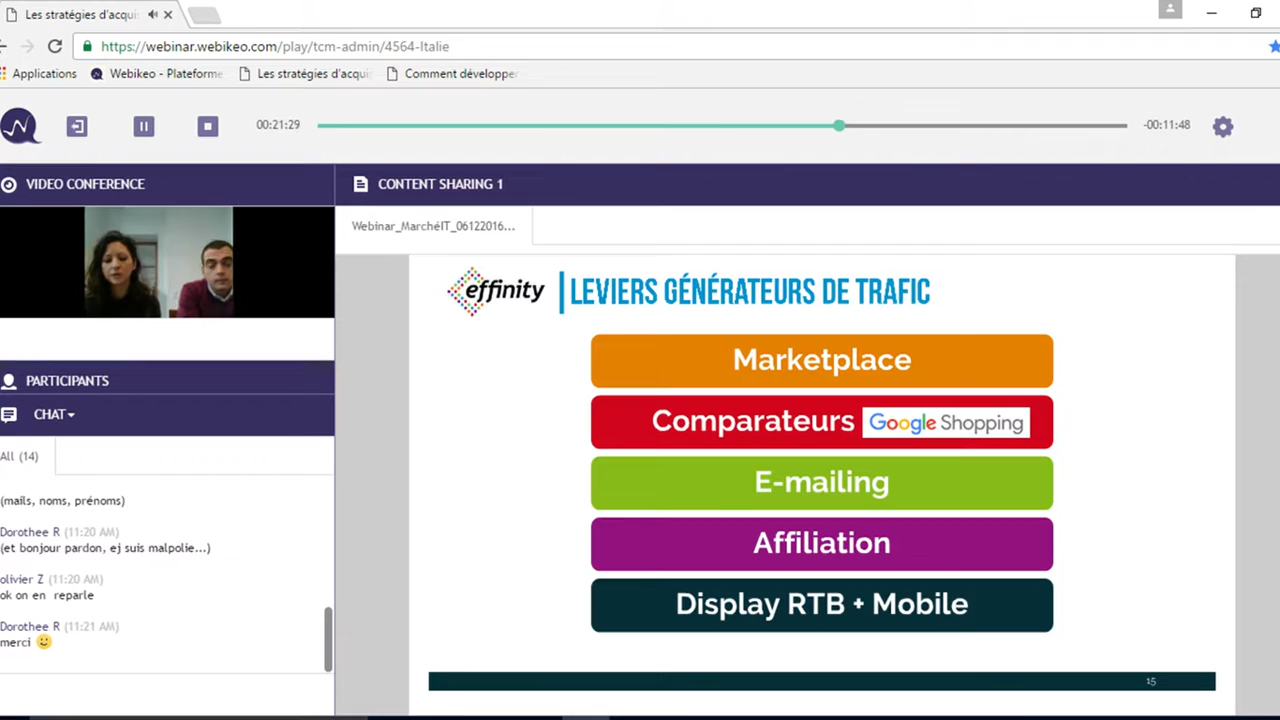 Les stratégies d'acquis
https://webinar.webikeo.com/play/tcm-admin/4564-Italie
Applications
Webikeo - Plateforme
Les stratégies d'acqui
Comment développer
00:21:29
-00:11:48
VIDEO CONFERENCE
CONTENT SHARING 1
Webinar_MarchéIT_06122016...
effinity
LEVIERS GÉNÉRATEURS DE TRAFIC
Marketplace
Comparateurs Google Shopping
E-mailing
Affiliation
Display RTB + Mobile
15
PARTICIPANTS
CHAT
All (14)
(mails, noms, prénoms)
Dorothee R (11:20 AM)
(et bonjour pardon, ej suis malpolie...)
olivier Z (11:20 AM)
ok on en reparle
Dorothee R (11:21 AM)
merci 🙂